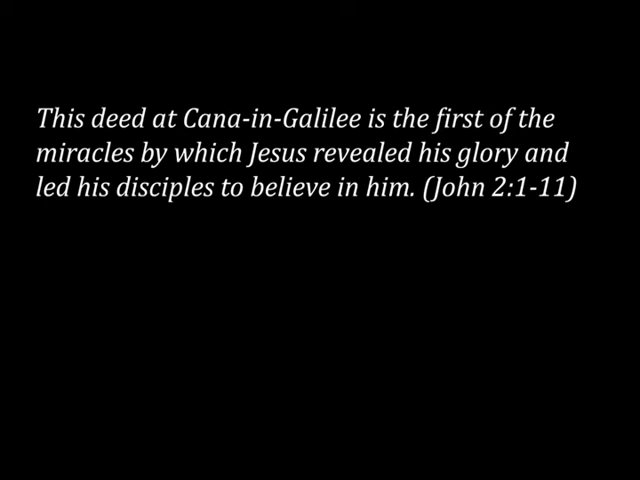 This deed at Cana-in-Galilee is the first of the
miracles by which Jesus revealed his glory and
led his disciples to believe in him. (John 2:1-11)